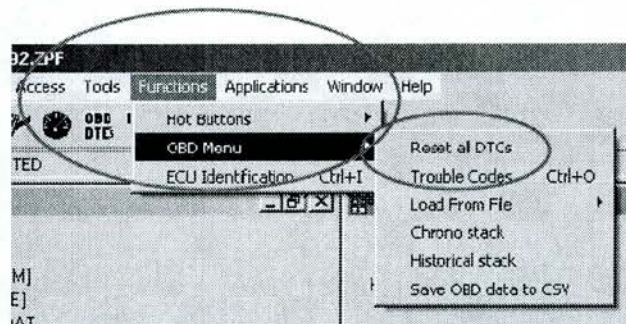 92.ZPF
Access Tools Functions Applications Window Help
OBD
DTCs
TED
Hot Buttons
OBD Menu
ECU Identification Ctrl+I
Reset all DTCs
Trouble Codes Ctrl+O
Load From File
Chrono stack
Historical stack
Save OBD data to CSV
M]
E]